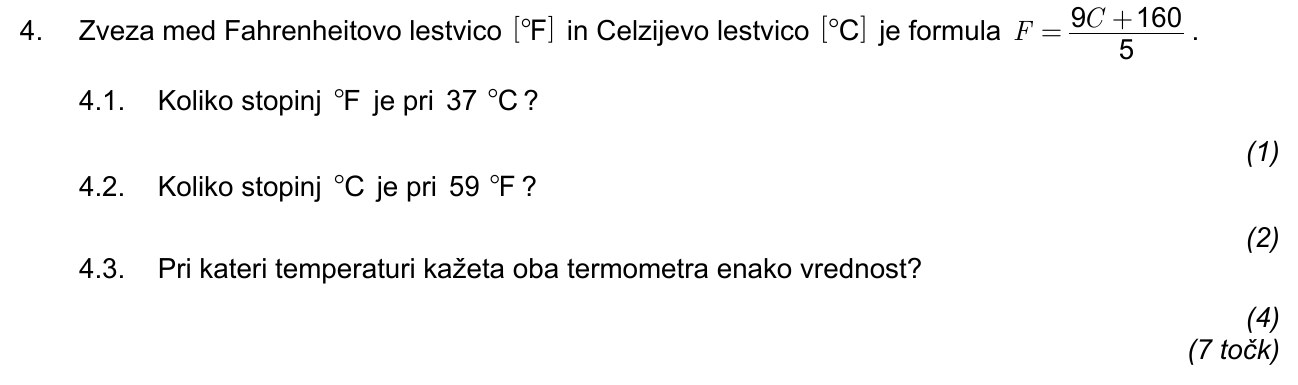 4. Zveza med Fahrenheitovo lestvico [°F] in Celzijevo lestvico [°C] je formula F = \frac{9C + 160}{5}.
4.1. Koliko stopinj °F je pri 37 °C?
(1)
4.2. Koliko stopinj °C je pri 59 °F?
(2)
4.3. Pri kateri temperaturi kažeta oba termometra enako vrednost?
(4)
(7 točk)